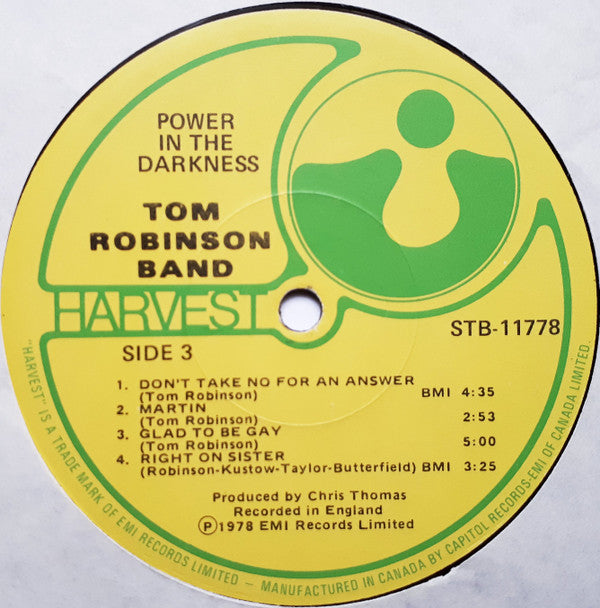 POWER
IN THE
DARKNESS
TOM
ROBINSON
BAND
HARVEST
STB-11778
SIDE 3
1. DON'T TAKE NO FOR AN ANSWER
(Tom Robinson) BMI 4:35
2. MARTIN
(Tom Robinson) 2:53
3. GLAD TO BE GAY
(Tom Robinson) 5:00
4. RIGHT ON SISTER
(Robinson-Kustow-Taylor-Butterfield) BMI 3:25
Produced by Chris Thomas
Recorded in England
Ⓟ1978 EMI Records Limited
"HARVEST" IS A TRADE MARK OF EMI RECORDS LIMITED — MANUFACTURED IN CANADA BY CAPITOL RECORDS-EMI OF CANADA LIMITED.